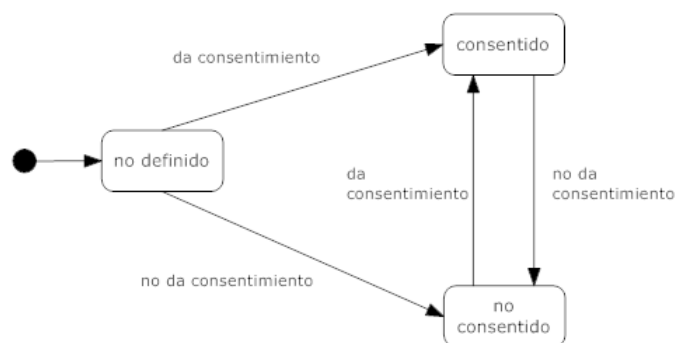 consentido
da consentimiento
no definido
da
consentimiento
no da
consentimiento
no da consentimiento
no
consentido